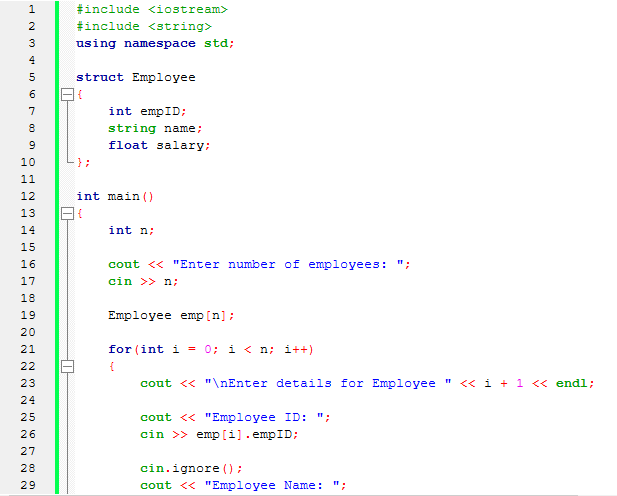 1 #include <iostream>
2 #include <string>
3 using namespace std;
4
5 struct Employee
6 {
7 int empID;
8 string name;
9 float salary;
10 };
11
12 int main()
13 {
14 int n;
15
16 cout << "Enter number of employees: ";
17 cin >> n;
18
19 Employee emp[n];
20
21 for(int i = 0; i < n; i++)
22 {
23 cout << "\nEnter details for Employee " << i + 1 << endl;
24
25 cout << "Employee ID: ";
26 cin >> emp[i].empID;
27
28 cin.ignore();
29 cout << "Employee Name: ";